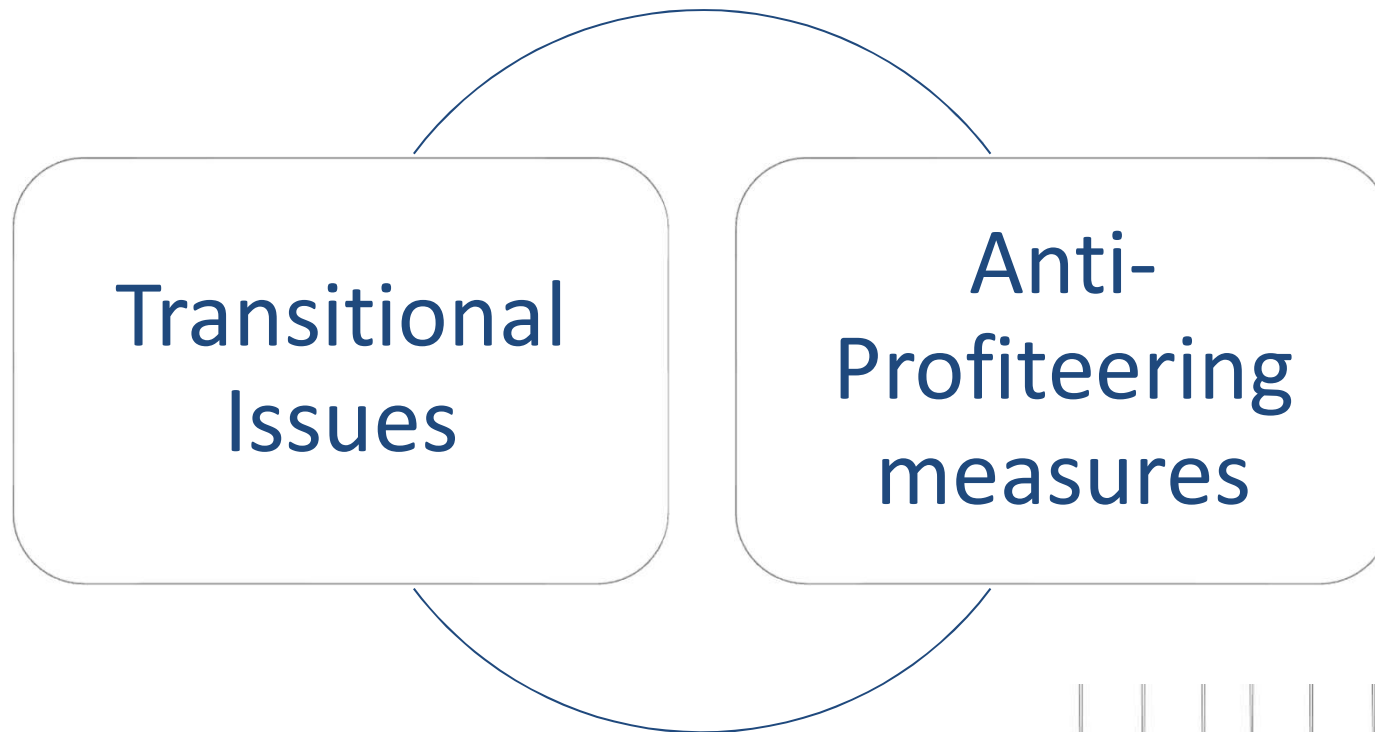 Transitional
Issues
Anti-
Profiteering
measures